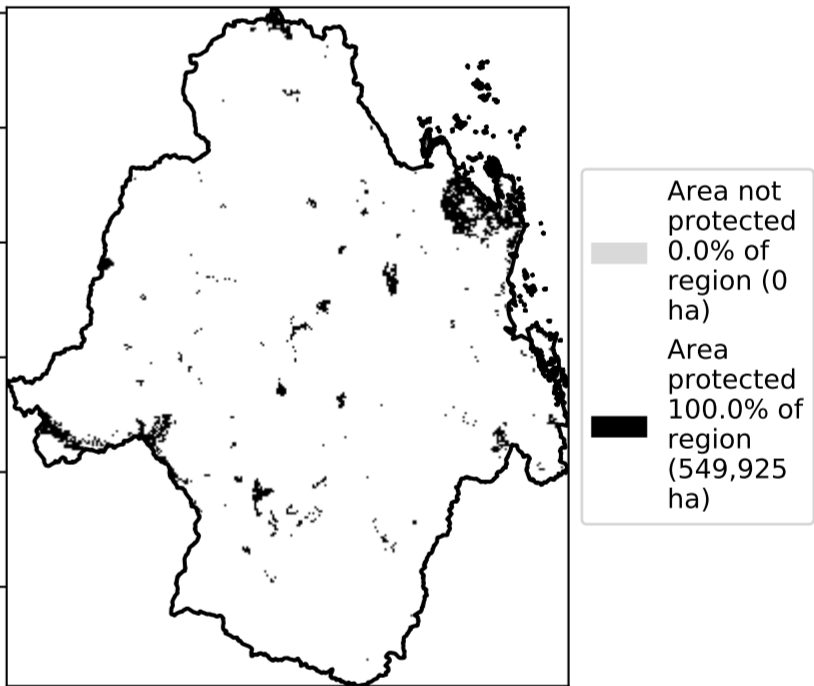 Area not
protected
0.0% of
region (0
ha)
Area
protected
100.0% of
region
(549,925
ha)